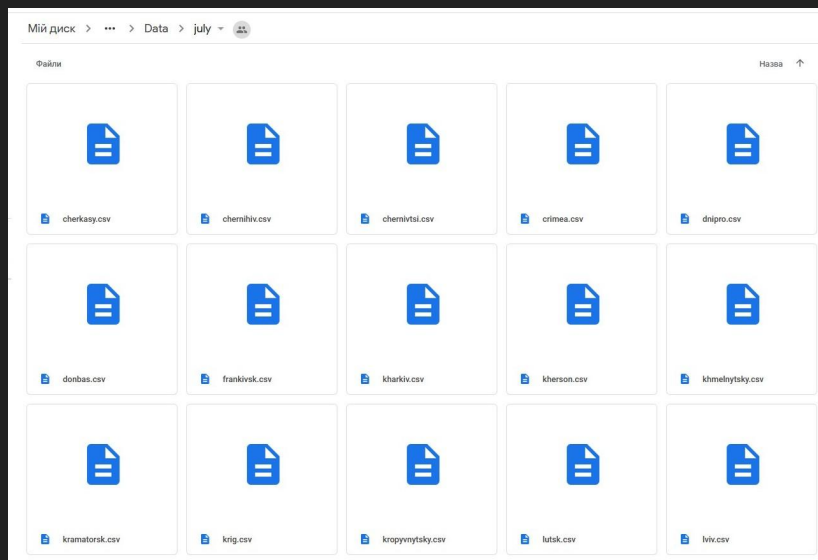 Мій диск > ••• > Data > july
Файли Назва
cherkasy.csv chernihiv.csv chernivtsi.csv crimea.csv dnipro.csv
donbas.csv frankivsk.csv kharkiv.csv kherson.csv khmelnytsky.csv
kramatorsk.csv krig.csv kropyvnytsky.csv lutsk.csv lviv.csv